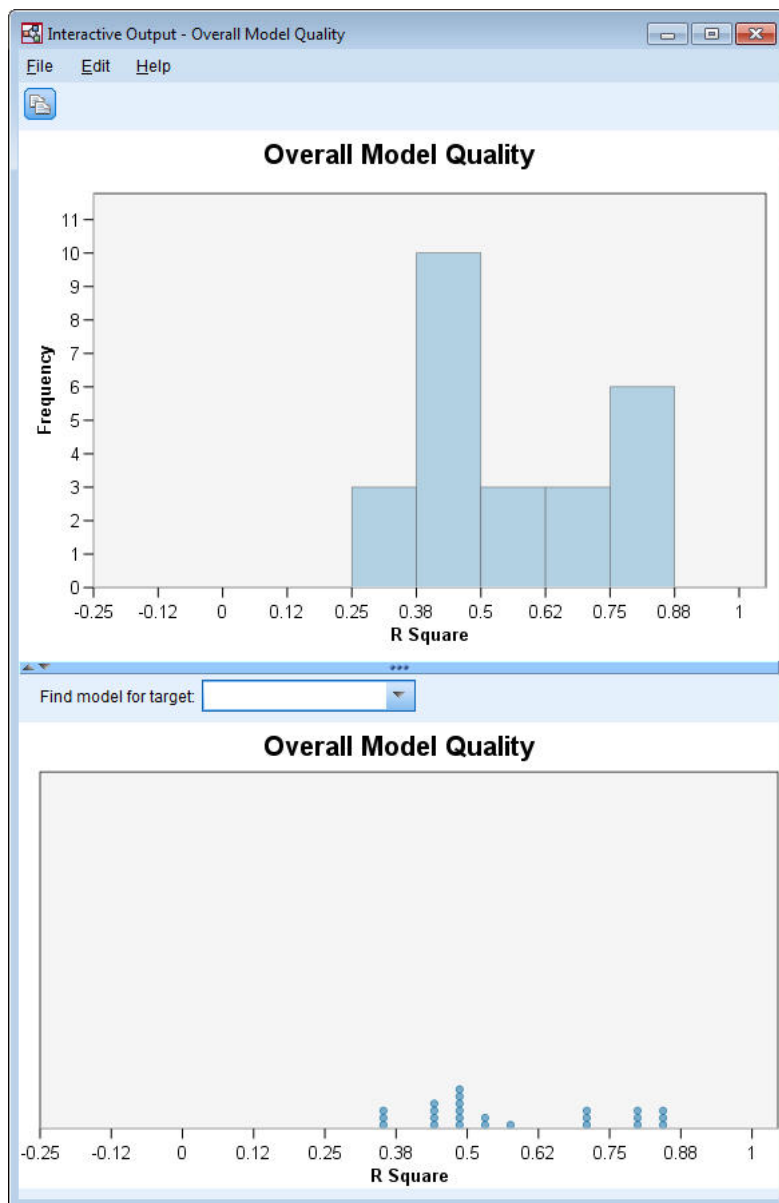 Interactive Output - Overall Model Quality
File Edit Help
Overall Model Quality
11
10
9
8
7
6
5
4
3
2
1
0
Frequency
-0.25 -0.12 0 0.12 0.25 0.38 0.5 0.62 0.75 0.88 1
R Square
Find model for target:
Overall Model Quality
-0.25 -0.12 0 0.12 0.25 0.38 0.5 0.62 0.75 0.88 1
R Square